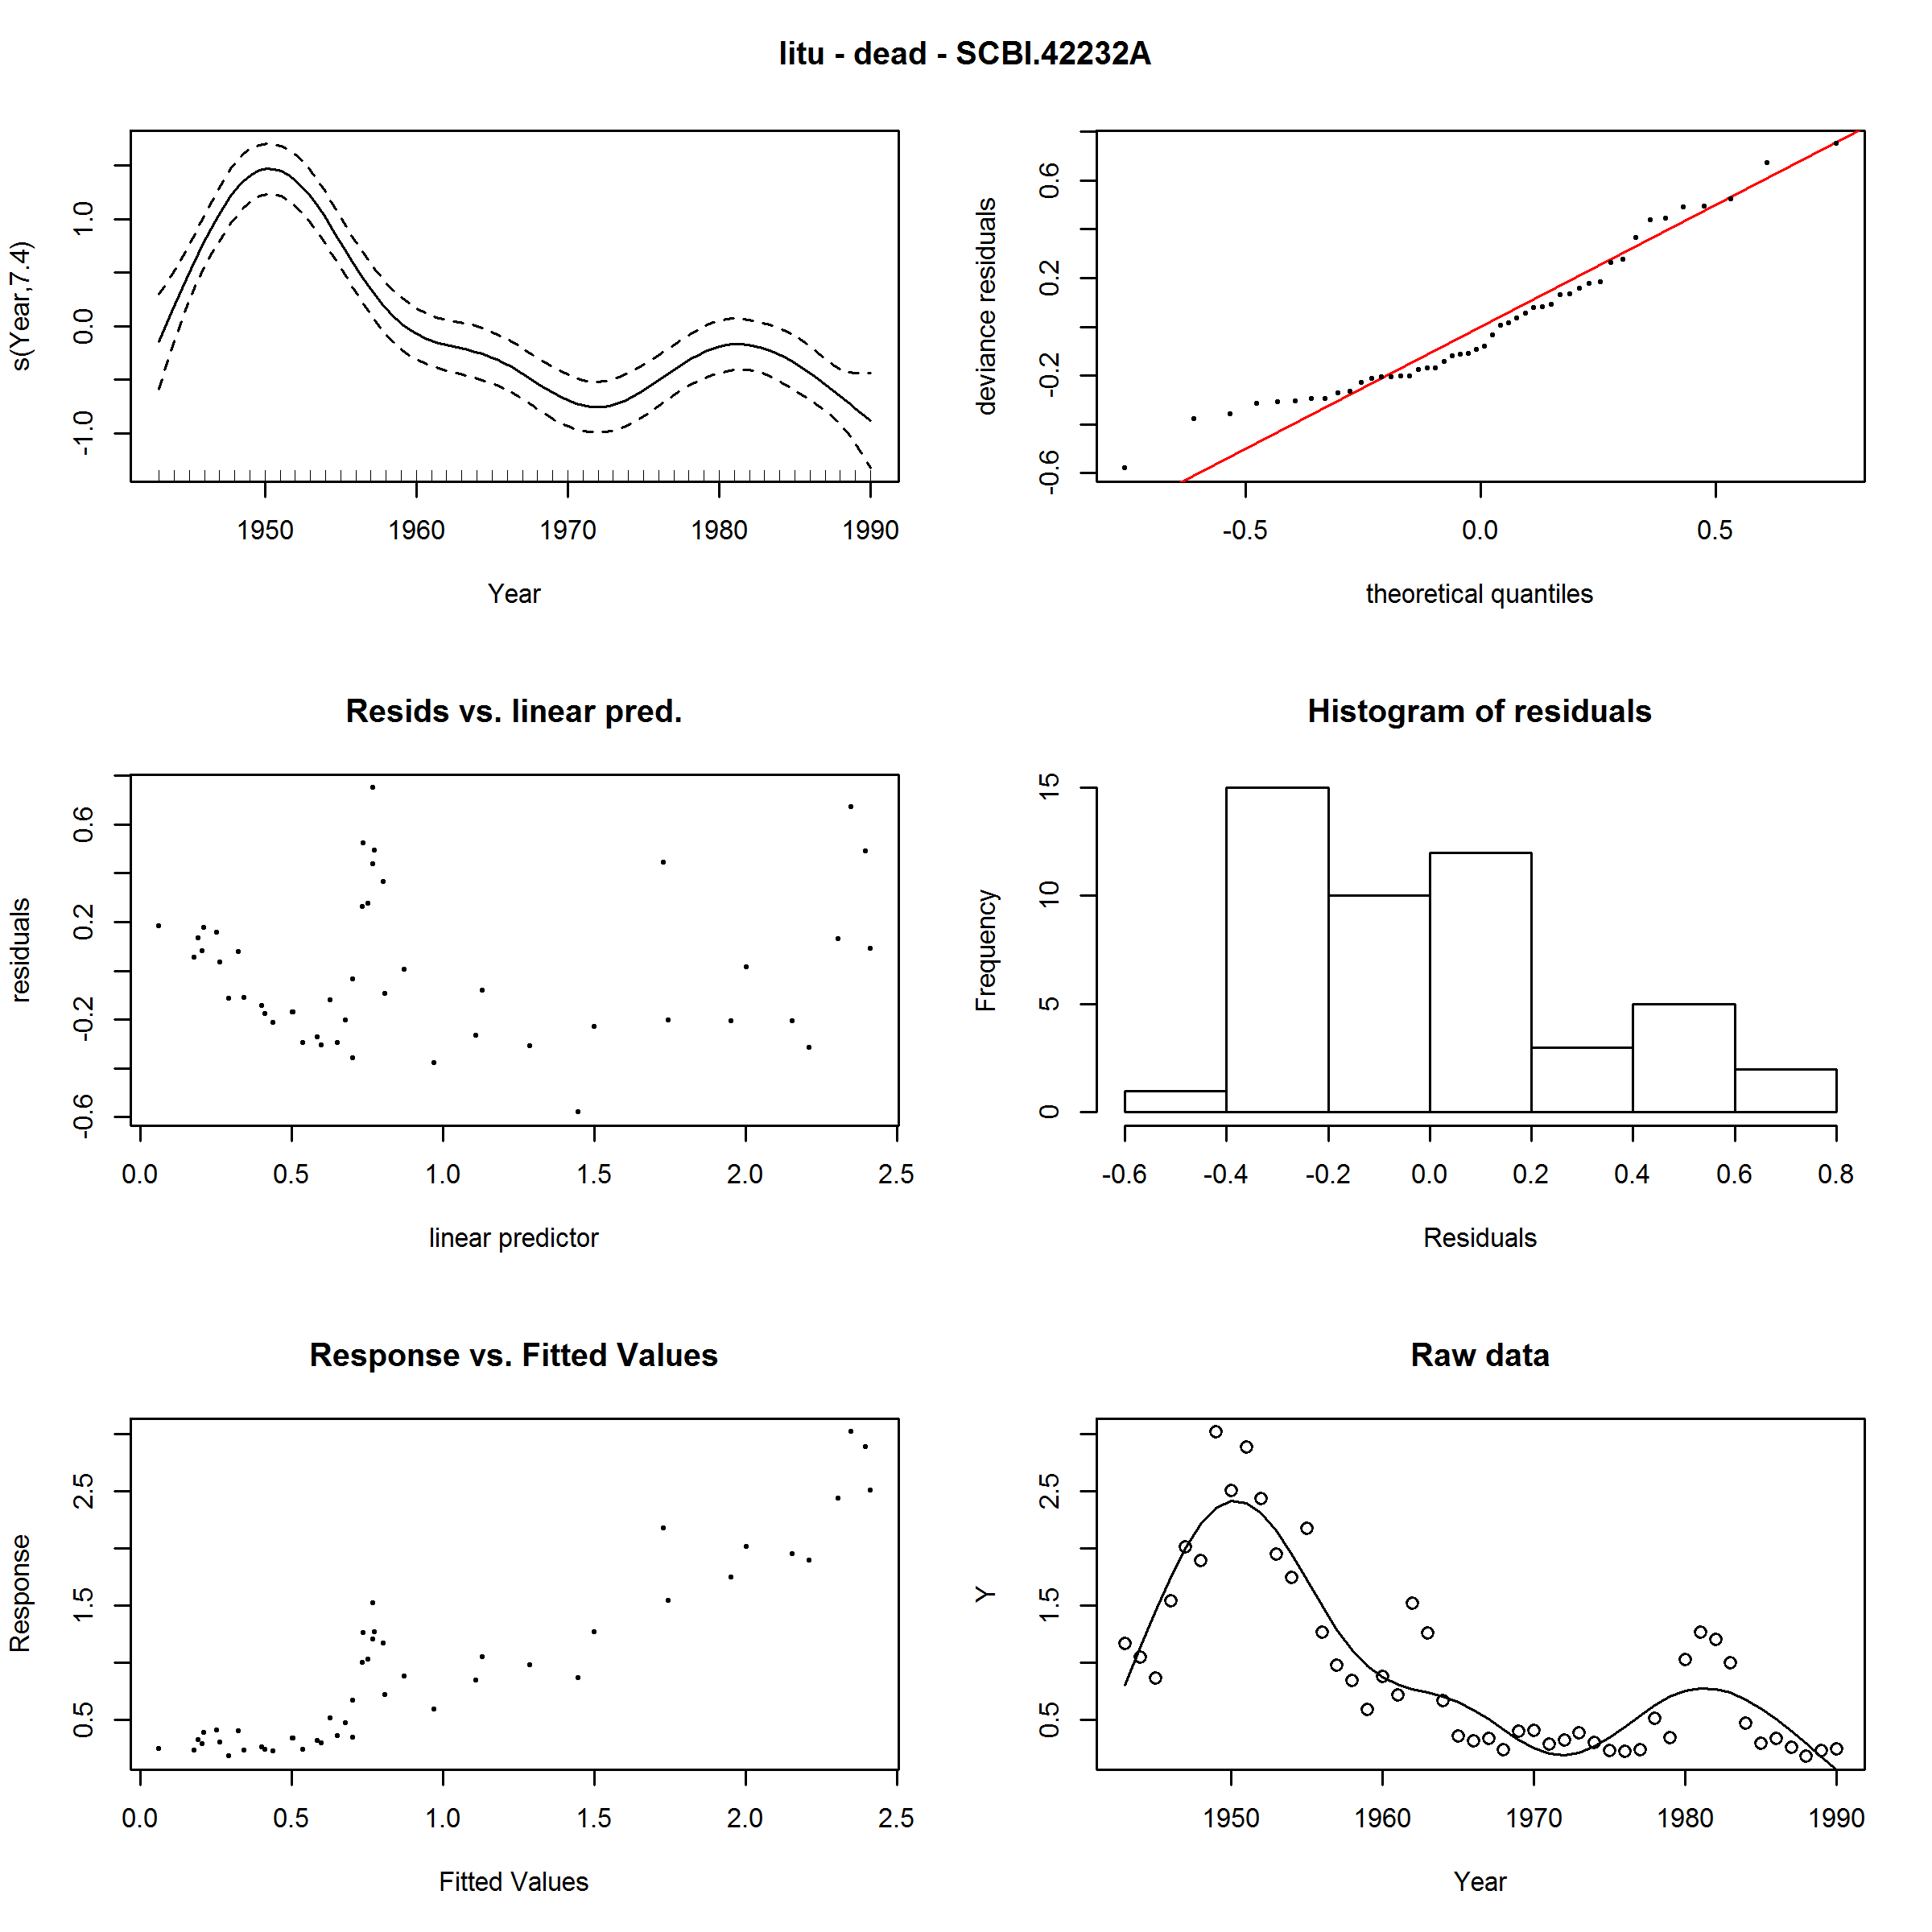 litu - dead - SCBI.42232A
s(Year,7.4)
-1.0 0.0 1.0
1950 1960 1970 1980 1990
Year
deviance residuals
-0.6 -0.2 0.2 0.6
-0.5 0.0 0.5
theoretical quantiles
Resids vs. linear pred.
residuals
-0.6 -0.2 0.2 0.6
0.0 0.5 1.0 1.5 2.0 2.5
linear predictor
Histogram of residuals
Frequency
0 5 10 15
-0.6 -0.4 -0.2 0.0 0.2 0.4 0.6 0.8
Residuals
Response vs. Fitted Values
Response
0.5 1.5 2.5
0.0 0.5 1.0 1.5 2.0 2.5
Fitted Values
Raw data
Y
0.5 1.5 2.5
1950 1960 1970 1980 1990
Year